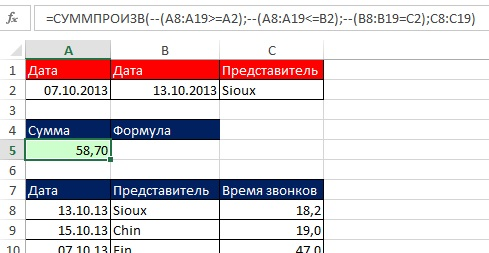 =СУММПРОИЗВ(--(A8:A19>=A2);--(A8:A19<=B2);--(B8:B19=C2);C8:C19)
A B C
1 Дата Дата Представитель
2 07.10.2013 13.10.2013 Sioux
3
4 Сумма Формула
5 58,70
6
7 Дата Представитель Время звонков
8 13.10.13 Sioux 18,2
9 15.10.13 Chin 19,0
10 07.10.13 Fin 47,0